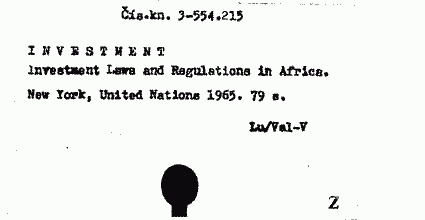 Čís.kn. 3-554.215
I N V E S T M E N T
Investment Laws and Regulations in Africa.
New York, United Nations 1965. 79 s.
Lu/Val-V
Z